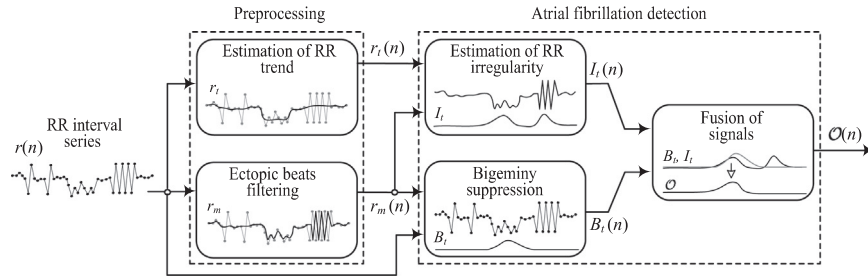 Preprocessing
Atrial fibrillation detection
Estimation of RR
trend
r_t
r_t(n)
Estimation of RR
irregularity
I_t
I_t(n)
RR interval
series
r(n)
Fusion of
signals
B_t, I_t
𝒪
𝒪(n)
Ectopic beats
filtering
r_m
r_m(n)
Bigeminy
suppression
B_t
B_t(n)